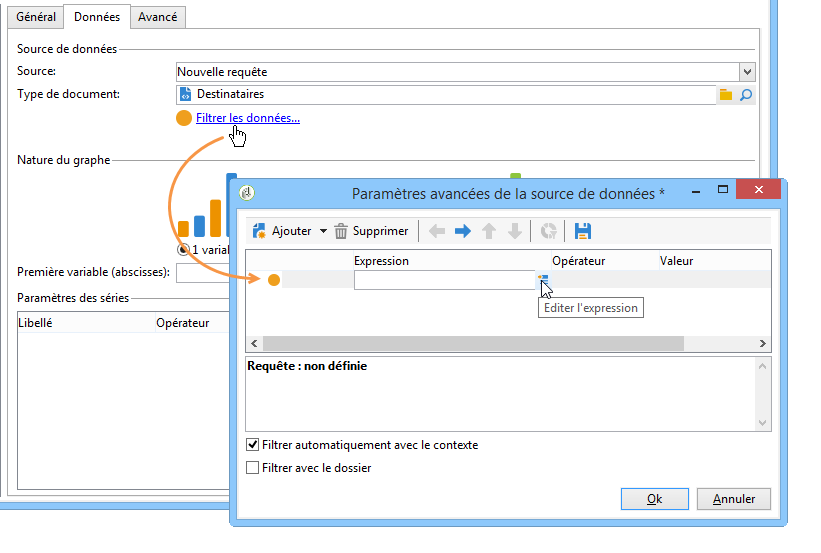 Général Données Avancé
Source de données
Source: Nouvelle requête
Type de document: Destinataires
Filtrer les données...
Nature du graphe
1 variab
Première variable (abscisses):
Paramètres des séries
Libellé Opérateur
Paramètres avancées de la source de données *
Ajouter Supprimer
Expression Opérateur Valeur
Editer l'expression
Requête : non définie
Filtrer automatiquement avec le contexte
Filtrer avec le dossier
Ok Annuler